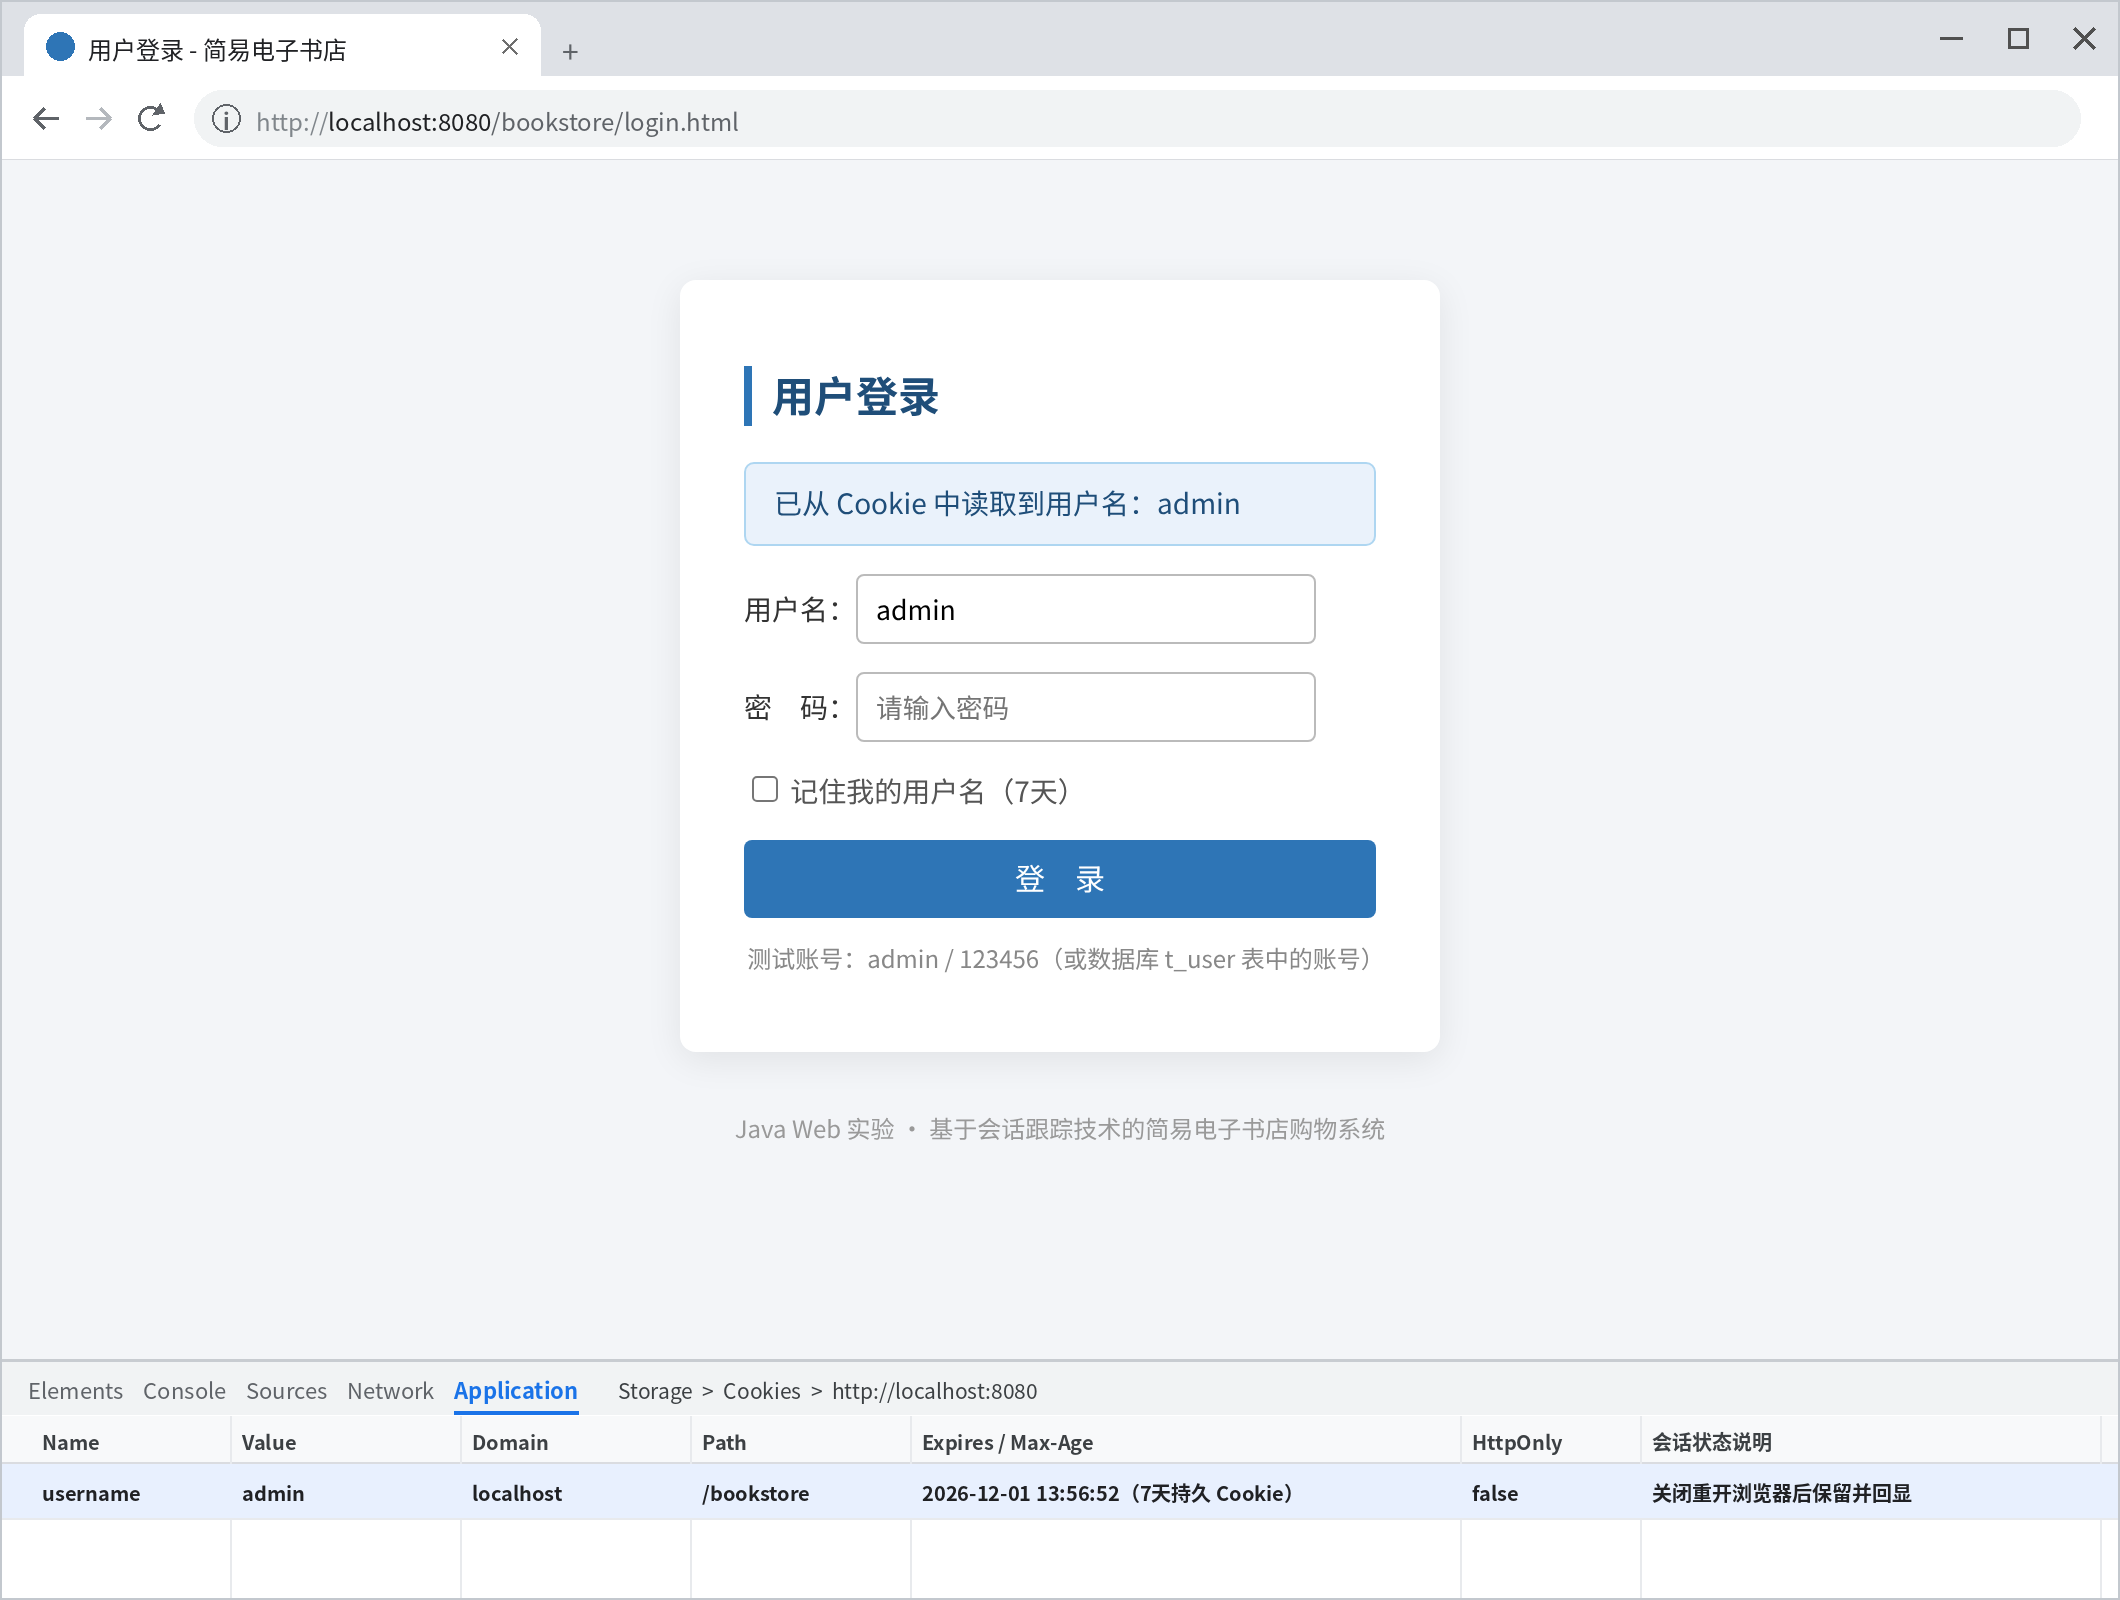 用户登录 - 简易电子书店
http://localhost:8080/bookstore/login.html
用户登录
已从 Cookie 中读取到用户名：admin
用户名： admin
密　码： 请输入密码
记住我的用户名（7天）
登　录
测试账号：admin / 123456（或数据库 t_user 表中的账号）
Java Web 实验 · 基于会话跟踪技术的简易电子书店购物系统
Elements Console Sources Network Application Storage > Cookies > http://localhost:8080
Name Value Domain Path Expires / Max-Age HttpOnly 会话状态说明
username admin localhost /bookstore 2026-12-01 13:56:52（7天持久 Cookie） false 关闭重开浏览器后保留并回显